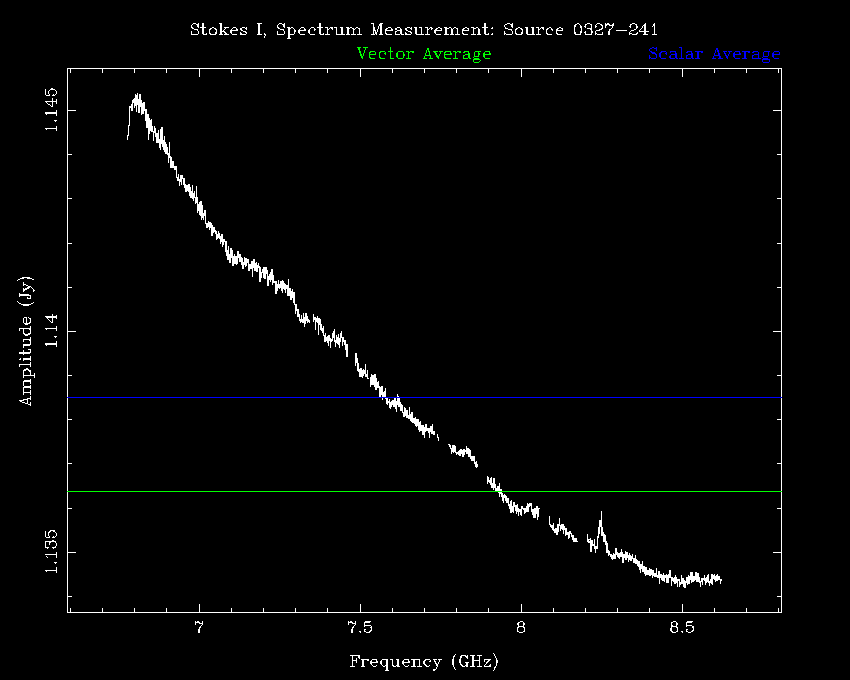 Stokes I, Spectrum Measurement: Source 0327−241
Vector Average Scalar Average
1.145
1.14
1.135
Amplitude (Jy)
7 7.5 8 8.5
Frequency (GHz)